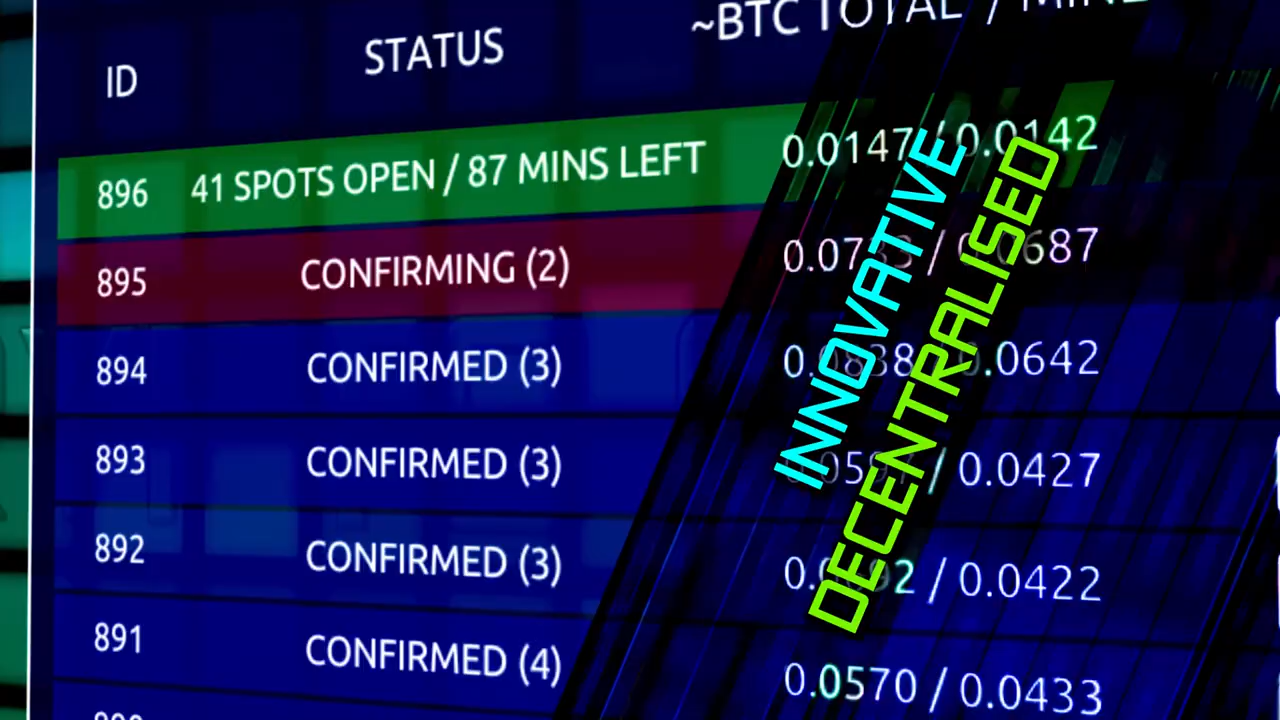 ID STATUS ~BTC TOTAL /
896 41 SPOTS OPEN / 87 MINS LEFT 0.0147 / 0.0142
895 CONFIRMING (2) / 0.0687
894 CONFIRMED (3) 0.0838 / 0.0642
893 CONFIRMED (3) / 0.0427
892 CONFIRMED (3) / 0.0422
891 CONFIRMED (4) 0.0570 / 0.0433
INNOVATIVE
DECENTRALISED